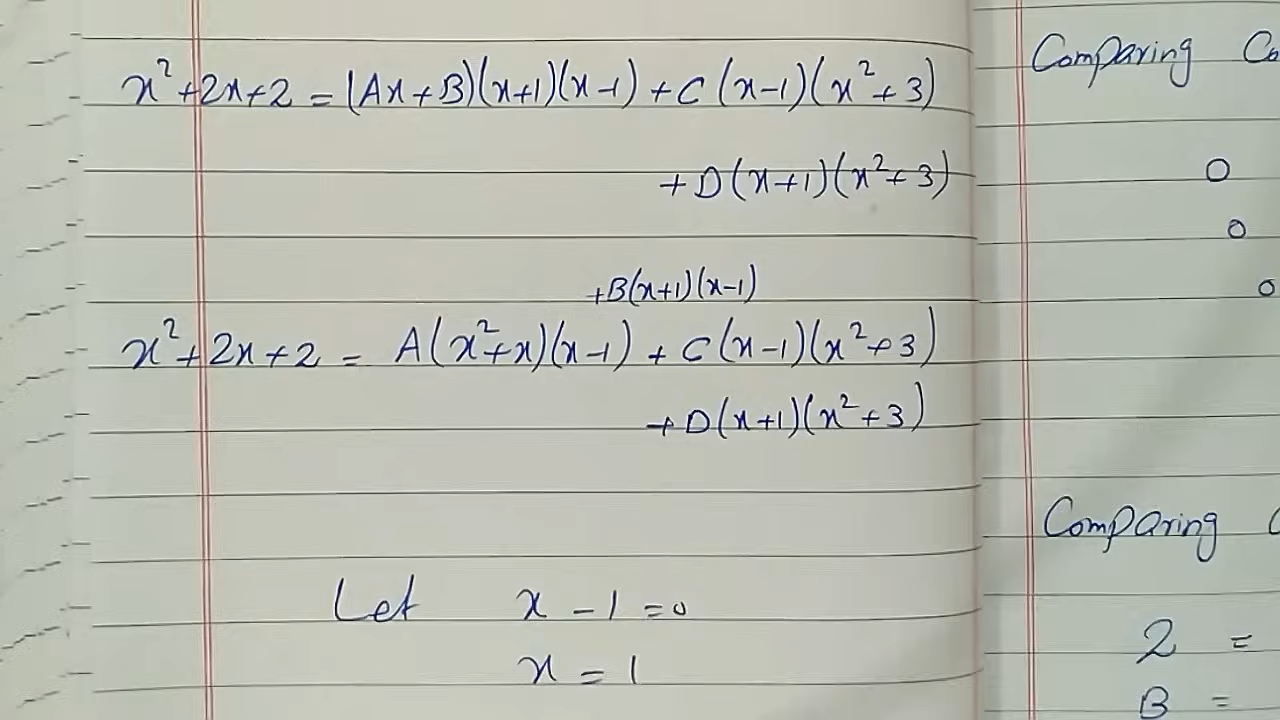 x²+2x+2 = (Ax+B)(x+1)(x-1) + C(x-1)(x²+3)
+ D(x+1)(x²+3)
+B(x+1)(x-1)
x²+2x+2 = A(x²+x)(x-1) + C(x-1)(x²+3)
+ D(x+1)(x²+3)
Let x - 1 = 0
x = 1
Comparing Co
0
0
0
Comparing
2 =
B =